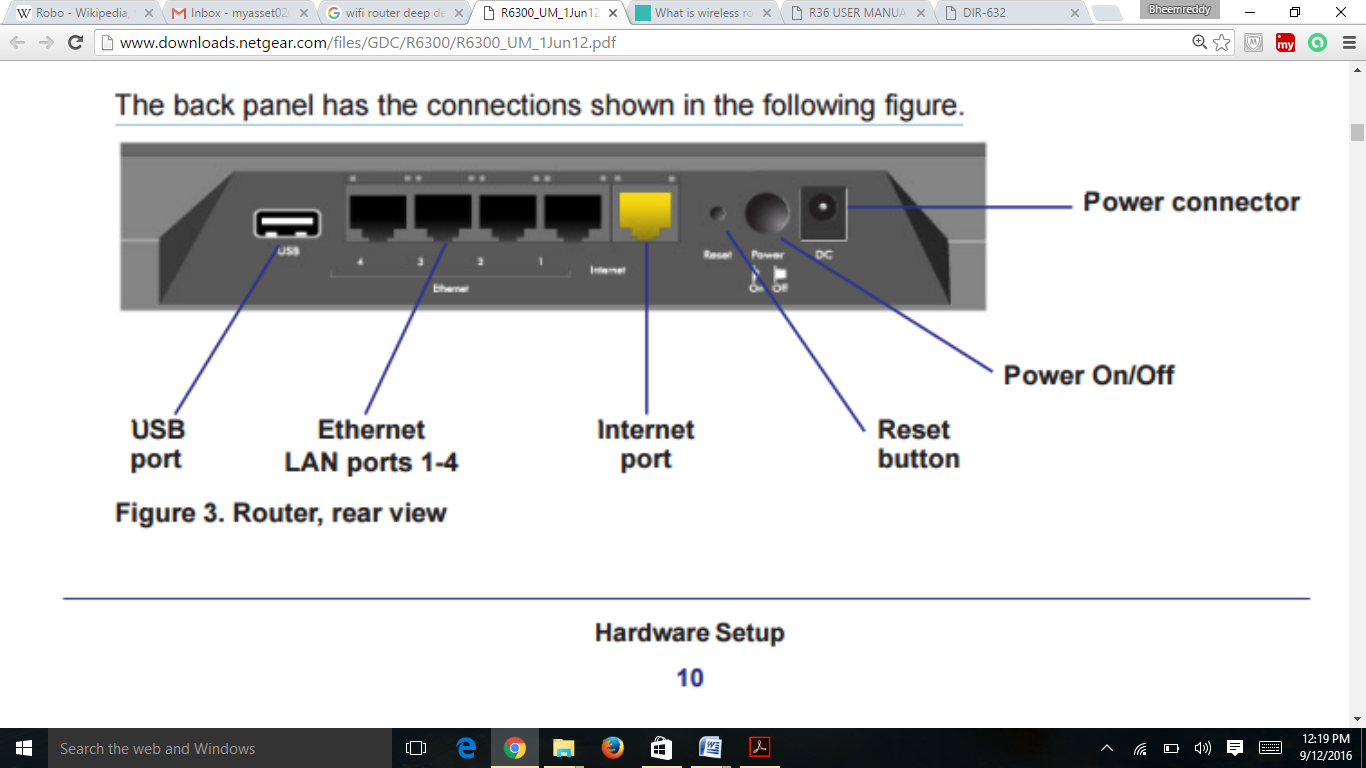 Robo - Wikipedia,
Inbox - myasset02
wifi router deep de
R6300_UM_1Jun12
What is wireless ro
R36 USER MANUA
DIR-632
Bheemreddy
www.downloads.netgear.com/files/GDC/R6300/R6300_UM_1Jun12.pdf
The back panel has the connections shown in the following figure.
Power connector
USB
Reset
Power
DC
4 3 2 1
Internet
Ethernet
On Off
Power On/Off
USB
port
Ethernet
LAN ports 1-4
Internet
port
Reset
button
Figure 3. Router, rear view
Hardware Setup
10
Search the web and Windows
12:19 PM
9/12/2016